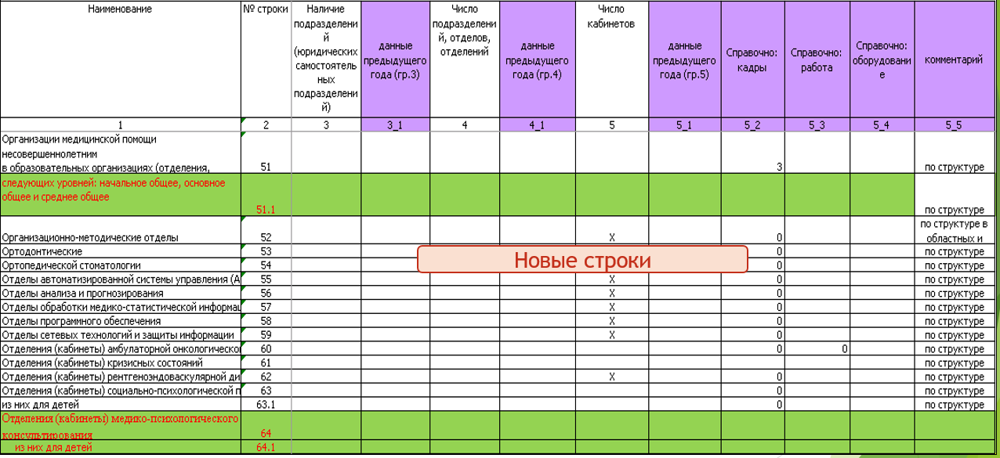 Наименование № строки Наличие подразделений (юридических самостоятельных подразделений) данные предыдущего года (гр.3) Число подразделений, отделов, отделений данные предыдущего года (гр.4) Число кабинетов данные предыдущего года (гр.5) Справочно: кадры Справочно: работа Справочно: оборудование комментарий
1 2 3 3_1 4 4_1 5 5_1 5_2 5_3 5_4 5_5
Организации медицинской помощи
несовершеннолетним
в образовательных организациях (отделения, 51 3 по структуре
следующих уровней: начальное общее, основное
общее и среднее общее
51.1 по структуре
по структуре в
Организационно-методические отделы 52 X 0 областных и
Ортодонтические 53 0 по структуре
Новые строки
Ортопедической стоматологии 54 0 по структуре
Отделы автоматизированной системы управления (А 55 X 0 по структуре
Отделы анализа и прогнозирования 56 X 0 по структуре
Отделы обработки медико-статистической информац 57 X 0 по структуре
Отделы программного обеспечения 58 X 0 по структуре
Отделы сетевых технологий и защиты информации 59 X 0 по структуре
Отделения (кабинеты) амбулаторной онкологическо 60 0 0 по структуре
Отделения (кабинеты) кризисных состояний 61 по структуре
Отделения (кабинеты) рентгеноэндоваскулярной ди 62 X 0 по структуре
Отделения (кабинеты) социально-психологической п 63 0 по структуре
из них для детей 63.1 0 по структуре
Отделения (кабинеты) медико-психологического
консультирования 64
из них для детей 64.1